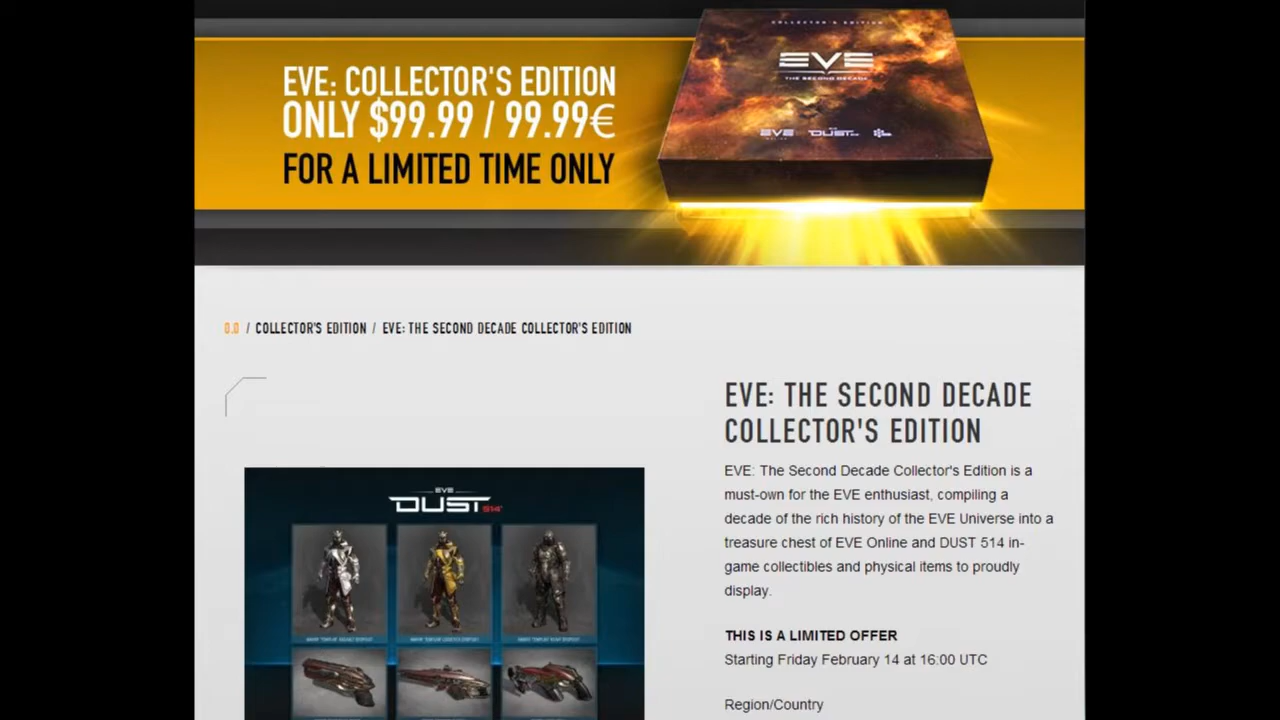 COLLECTOR'S EDITION
EVE
THE SECOND DECADE
EVE
DUST
EVE: COLLECTOR'S EDITION
ONLY $99.99 / 99.99€
FOR A LIMITED TIME ONLY
0.0 / COLLECTOR'S EDITION / EVE: THE SECOND DECADE COLLECTOR'S EDITION
EVE
DUST 514
EVE: THE SECOND DECADE
COLLECTOR'S EDITION
EVE: The Second Decade Collector's Edition is a
must-own for the EVE enthusiast, compiling a
decade of the rich history of the EVE Universe into a
treasure chest of EVE Online and DUST 514 in-
game collectibles and physical items to proudly
display.
THIS IS A LIMITED OFFER
Starting Friday February 14 at 16:00 UTC
Region/Country